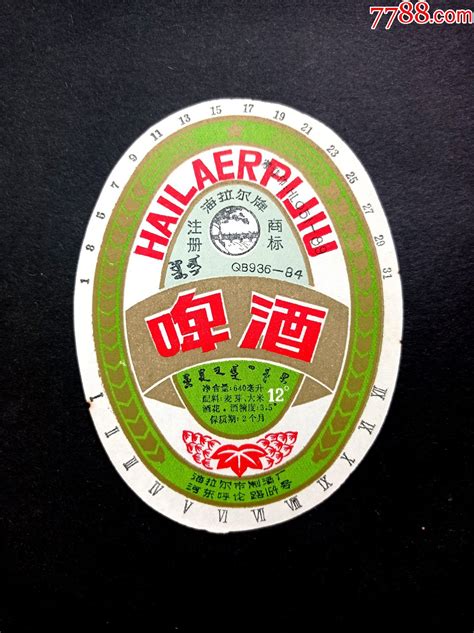 7788.com
1 5 7 9 11 13 15 17 19 21 23 25 27 29 31
HAILAERPIJIU
海拉尔牌
注册 商标
QB936-84
啤酒
净含量:640毫升
配料:麦芽、大米
12°
酒花。酒精度:3.5°
保质期:2个月
海拉尔市制酒厂
河东呼伦路164号
I II III IV V VI VII VIII IX X XI XII